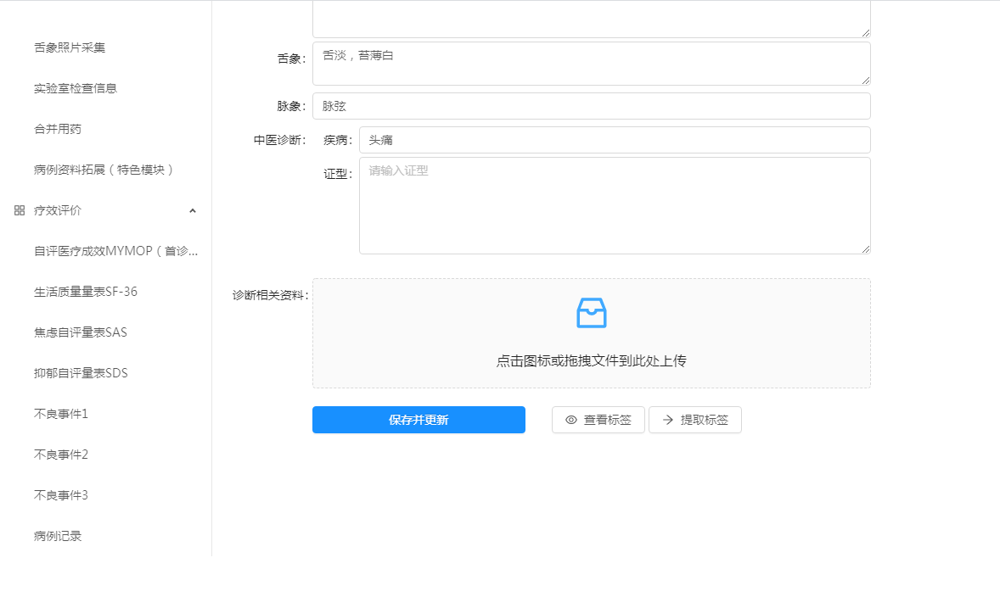 舌象照片采集
实验室检查信息
合并用药
病例资料拓展（特色模块）
疗效评价
自评医疗成效MYMOP（首诊...
生活质量量表SF-36
焦虑自评量表SAS
抑郁自评量表SDS
不良事件1
不良事件2
不良事件3
病例记录
舌象： 舌淡，苔薄白
脉象： 脉弦
中医诊断： 疾病： 头痛
证型： 请输入证型
诊断相关资料：
点击图标或拖拽文件到此处上传
保存并更新 查看标签 提取标签